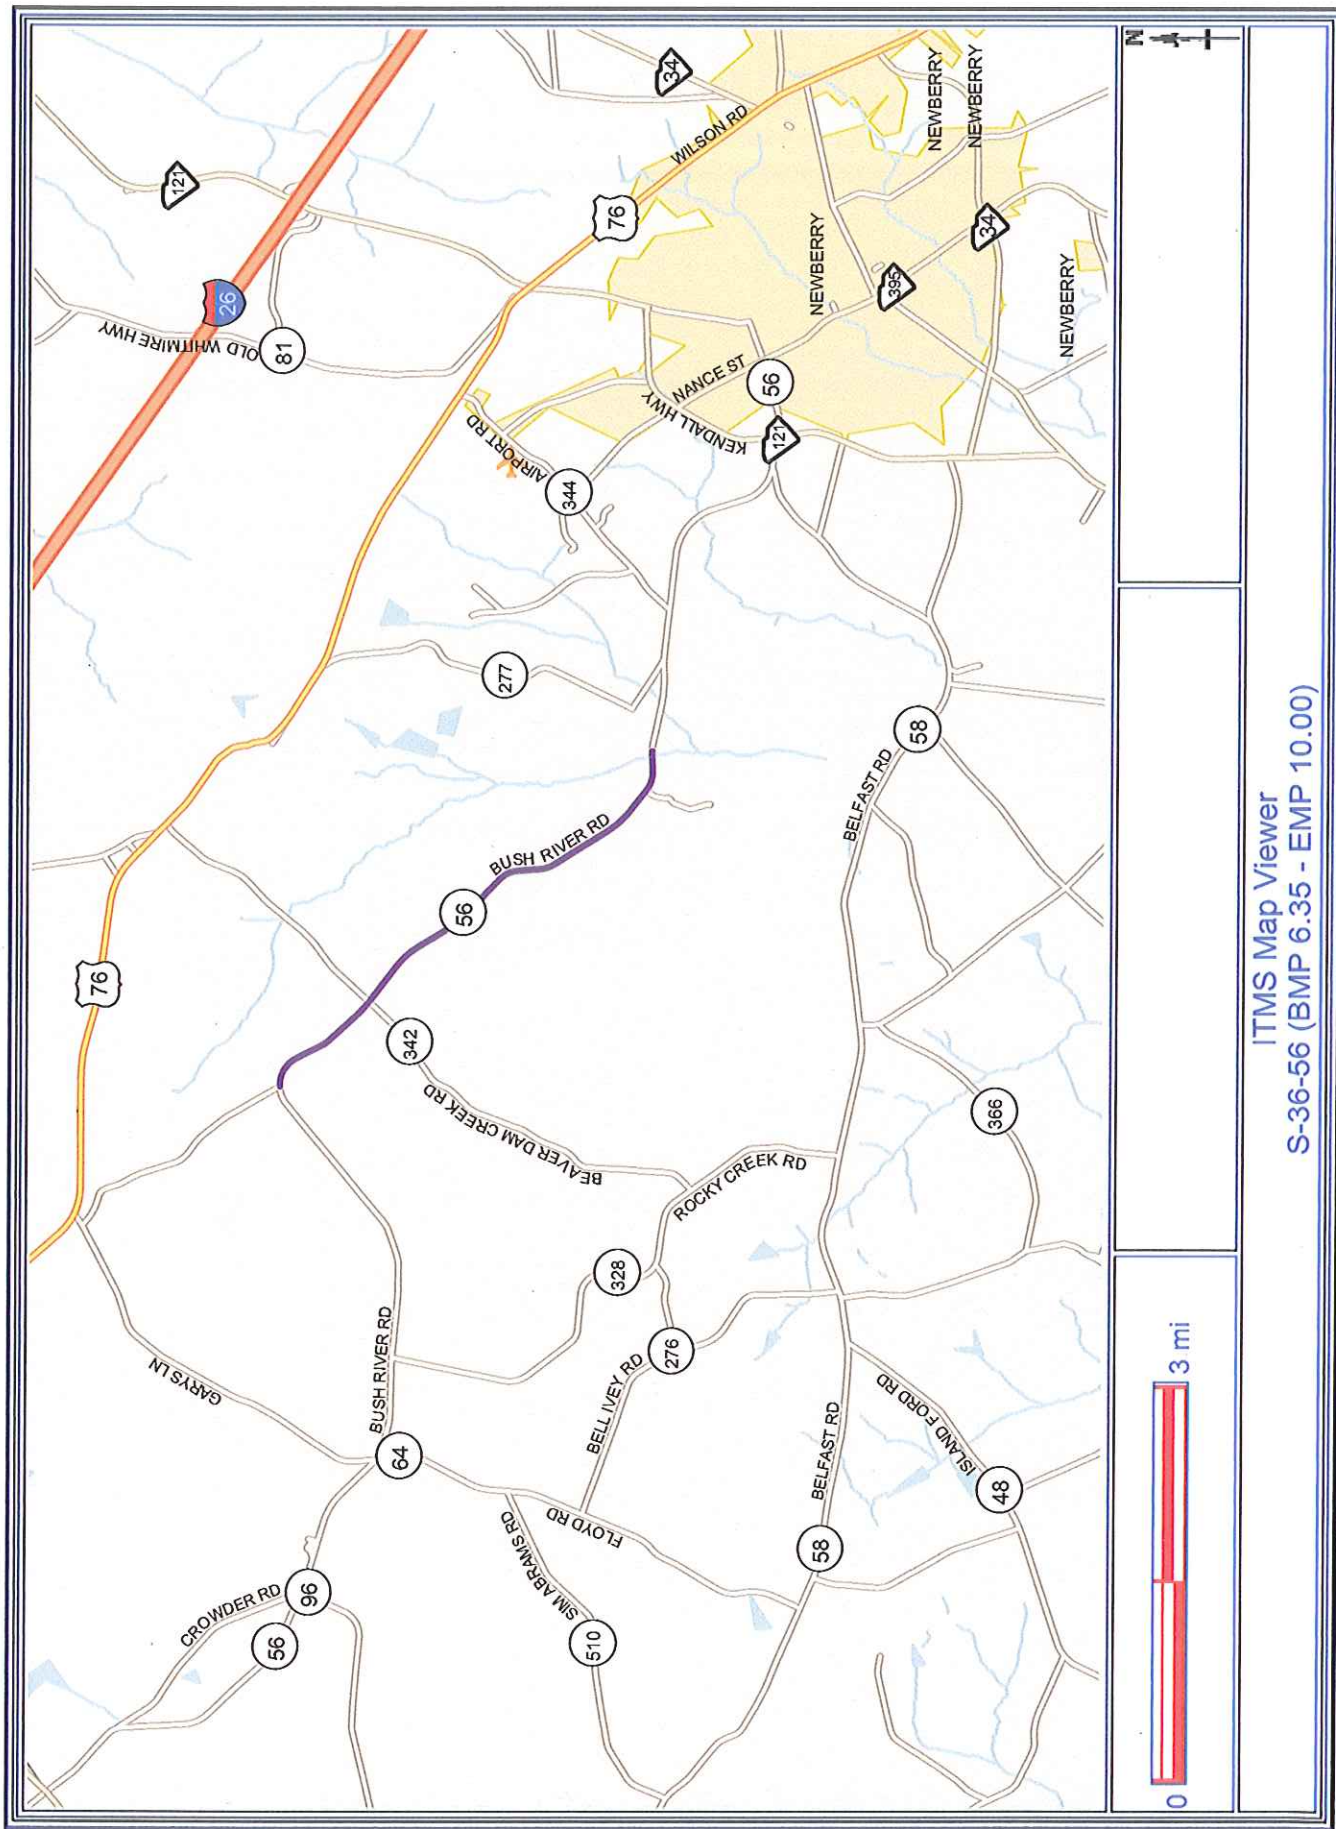 76
26
121
OLD WHITMIRE HWY
81
34
WILSON RD
76
AIRPORT RD
344
NANCE ST
KENDALL HWY
56
121
NEWBERRY
NEWBERRY
NEWBERRY
395
34
NEWBERRY
277
BUSH RIVER RD
56
342
BEAVER DAM CREEK RD
BELFAST RD
58
366
ROCKY CREEK RD
328
276
BELL IVEY RD
GARYS LN
BUSH RIVER RD
64
CROWDER RD
96
56
SIM ABRAMS RD
510
FLOYD RD
BELFAST RD
58
ISLAND FORD RD
48
N
0 3 mi
ITMS Map Viewer
S-36-56 (BMP 6.35 - EMP 10.00)